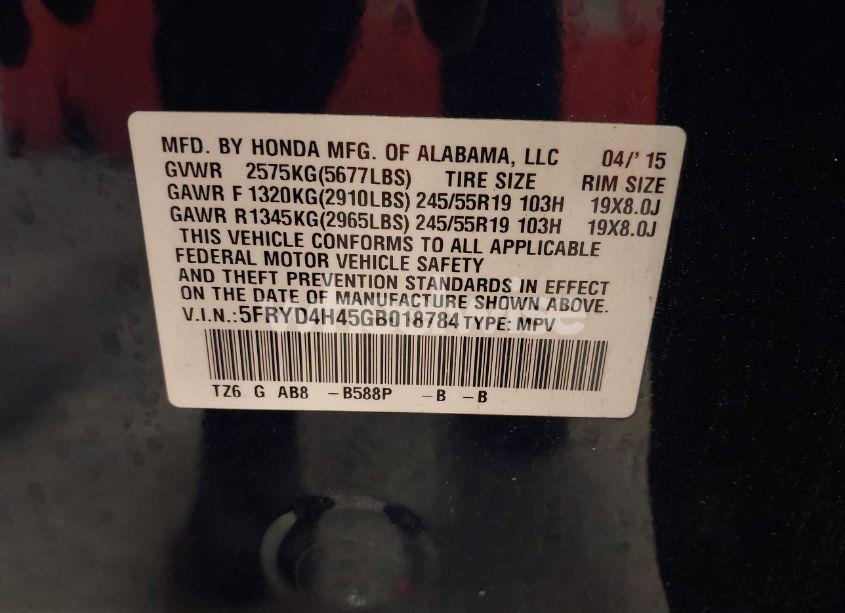 MFD. BY HONDA MFG. OF ALABAMA, LLC 04/' 15
GVWR 2575KG(5677LBS) TIRE SIZE RIM SIZE
GAWR F 1320KG(2910LBS) 245/55R19 103H 19X8.0J
GAWR R1345KG(2965LBS) 245/55R19 103H 19X8.0J
THIS VEHICLE CONFORMS TO ALL APPLICABLE
FEDERAL MOTOR VEHICLE SAFETY
AND THEFT PREVENTION STANDARDS IN EFFECT
ON THE DATE OF MANUFACTURE SHOWN ABOVE.
V.I.N.:5FRYD4H45GB018784 TYPE: MPV
TZ6 G AB8 -B588P -B -B